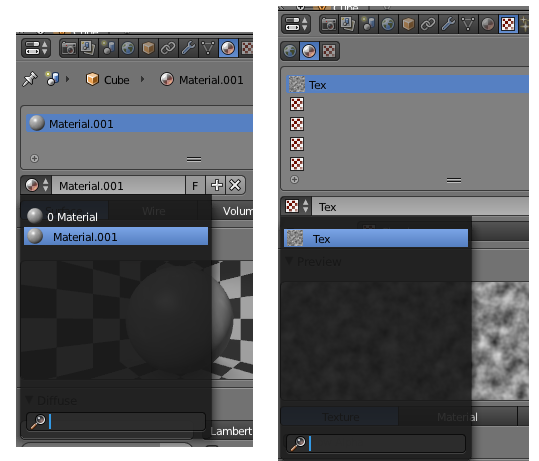 Cube
Material.001
Material.001
Material.001
F
Wire
Volum
0 Material
Material.001
Diffuse
Lambert
Cube
Tex
Tex
Tex
Preview
Texture
Material